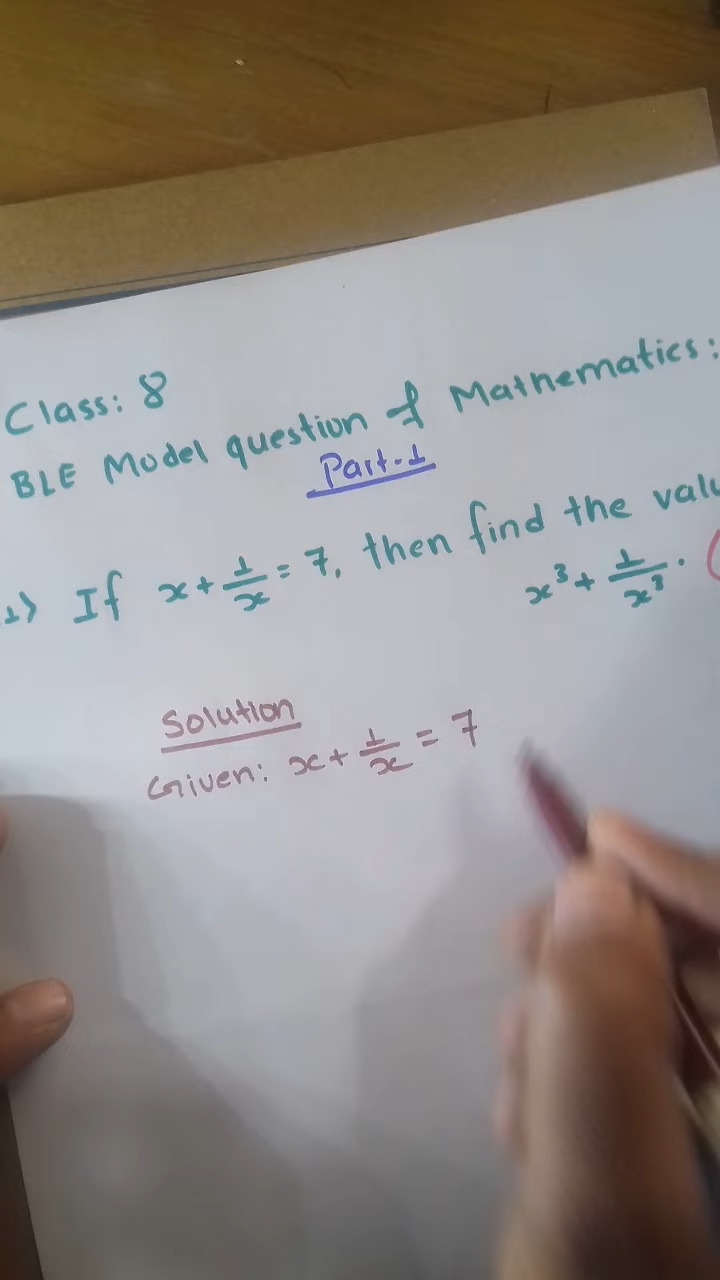 Class: 8
BLE Model question of Mathematics:
Part-1
1) If x + 1/x = 7, then find the valu
x³ + 1/x³.
Solution
Given: x + 1/x = 7